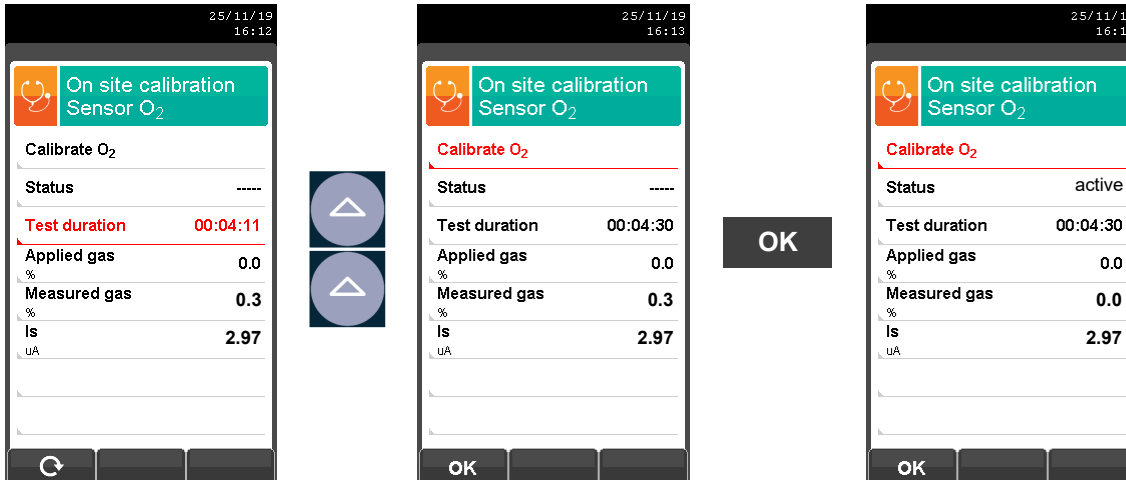 25/11/19
16:12
On site calibration
Sensor O₂
Calibrate O₂
Status -----
Test duration 00:04:11
Applied gas 0.0
%
Measured gas 0.3
%
Is 2.97
uA
25/11/19
16:13
On site calibration
Sensor O₂
Calibrate O₂
Status -----
Test duration 00:04:30
Applied gas 0.0
%
Measured gas 0.3
%
Is 2.97
uA
OK
OK
25/11/1
16:1
On site calibration
Sensor O₂
Calibrate O₂
Status active
Test duration 00:04:30
Applied gas 0.0
%
Measured gas 0.0
%
Is 2.97
uA
OK